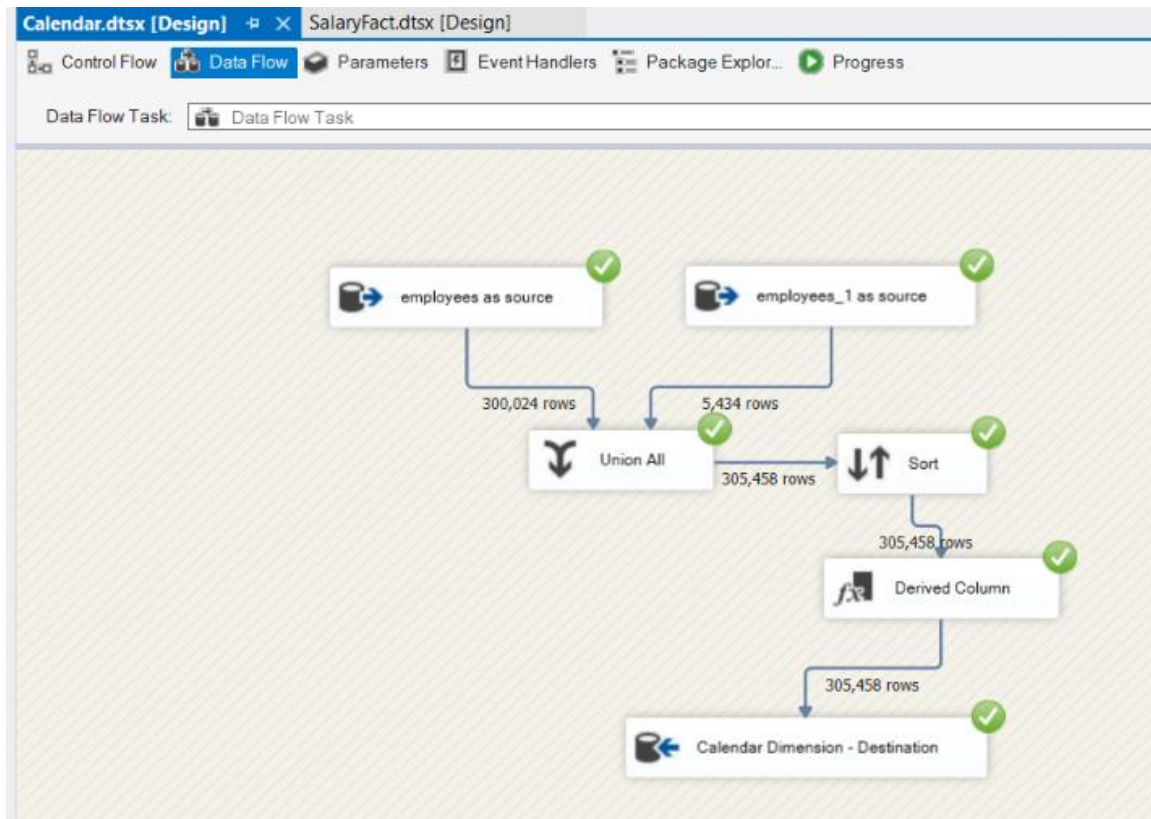 Calendar.dtsx [Design] SalaryFact.dtsx [Design]
Control Flow Data Flow Parameters Event Handlers Package Explor... Progress
Data Flow Task: Data Flow Task
employees as source employees_1 as source
300,024 rows 5,434 rows
Union All Sort
305,458 rows
305,458 rows
fx Derived Column
305,458 rows
Calendar Dimension - Destination